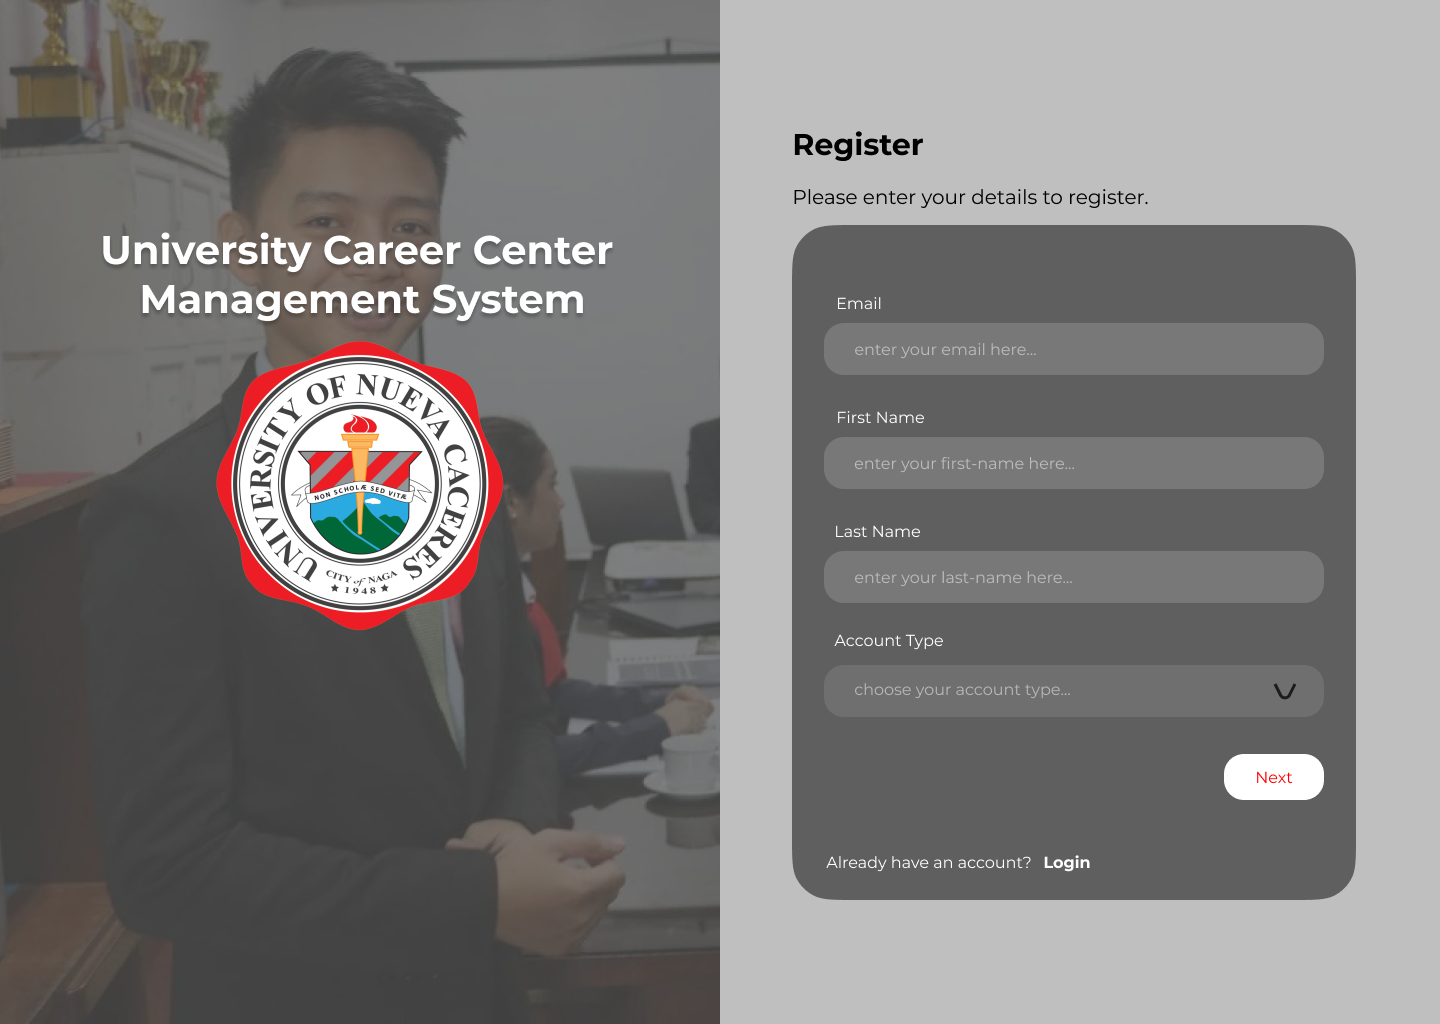 University Career Center
Management System
UNIVERSITY OF NUEVA CACERES
NON SCHOLÆ SED VITÆ
CITY of NAGA
★ 1948 ★
Register
Please enter your details to register.
Email
enter your email here...
First Name
enter your first-name here...
Last Name
enter your last-name here...
Account Type
choose your account type...
Next
Already have an account? Login